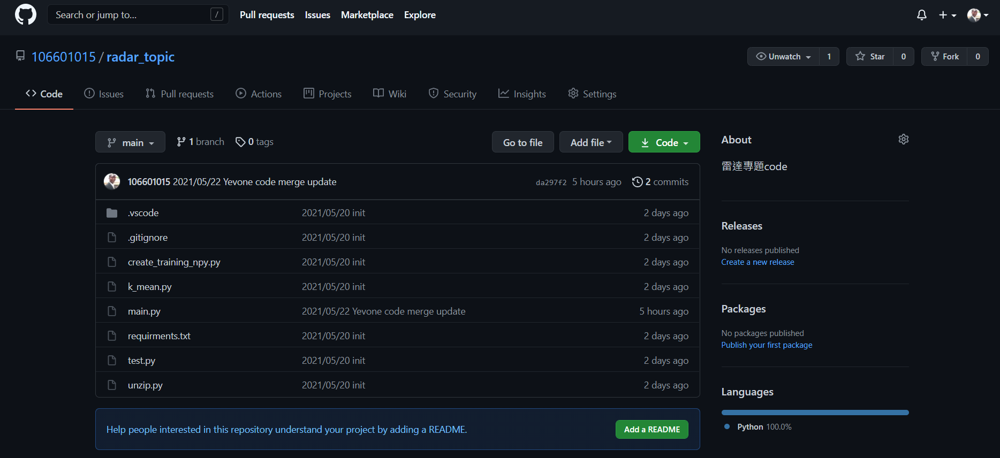 Search or jump to... / Pull requests Issues Marketplace Explore
106601015 / radar_topic Unwatch 1 Star 0 Fork 0
Code Issues Pull requests Actions Projects Wiki Security Insights Settings
main 1 branch 0 tags Go to file Add file Code
106601015 2021/05/22 Yevone code merge update da297f2 5 hours ago 2 commits
.vscode 2021/05/20 init 2 days ago
.gitignore 2021/05/20 init 2 days ago
create_training_npy.py 2021/05/20 init 2 days ago
k_mean.py 2021/05/20 init 2 days ago
main.py 2021/05/22 Yevone code merge update 5 hours ago
requirments.txt 2021/05/20 init 2 days ago
test.py 2021/05/20 init 2 days ago
unzip.py 2021/05/20 init 2 days ago
Help people interested in this repository understand your project by adding a README. Add a README
About
雷達專題code
Releases
No releases published
Create a new release
Packages
No packages published
Publish your first package
Languages
Python 100.0%